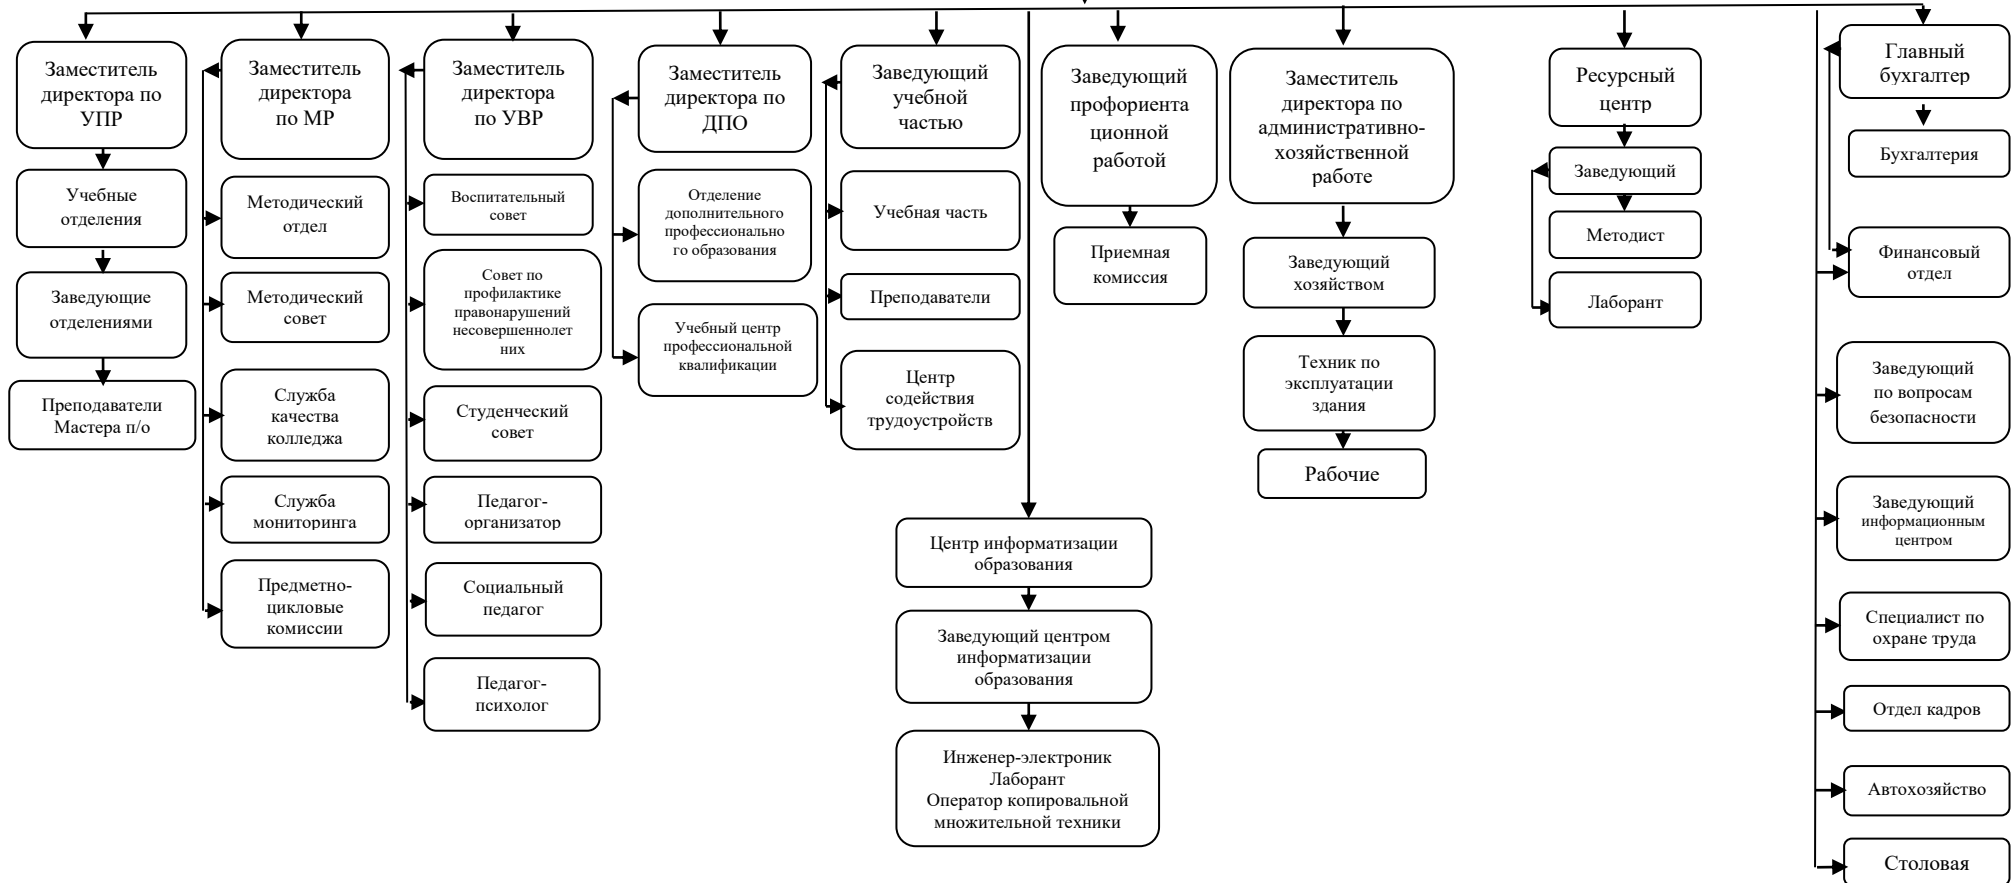 Заместитель
директора по
УПР
Учебные
отделения
Заведующие
отделениями
Преподаватели
Мастера п/о
Заместитель
директора
по МР
Методический
отдел
Методический
совет
Служба
качества
колледжа
Служба
мониторинга
Предметно-
цикловые
комиссии
Заместитель
директора
по УВР
Воспитательный
совет
Совет по
профилактике
правонарушений
несовершеннолет
них
Студенческий
совет
Педагог-
организатор
Социальный
педагог
Педагог-
психолог
Заместитель
директора по
ДПО
Отделение
дополнительного
профессионально
го образования
Учебный центр
профессиональной
квалификации
Заведующий
учебной
частью
Учебная часть
Преподаватели
Центр
содействия
трудоустройств
Центр информатизации
образования
Заведующий центром
информатизации
образования
Инженер-электроник
Лаборант
Оператор копировальной
множительной техники
Заведующий
профориента
ционной
работой
Приемная
комиссия
Заместитель
директора по
административно-
хозяйственной
работе
Заведующий
хозяйством
Техник по
эксплуатации
здания
Рабочие
Ресурсный
центр
Заведующий
Методист
Лаборант
Главный
бухгалтер
Бухгалтерия
Финансовый
отдел
Заведующий
по вопросам
безопасности
Заведующий
информационным
центром
Специалист по
охране труда
Отдел кадров
Автохозяйство
Столовая